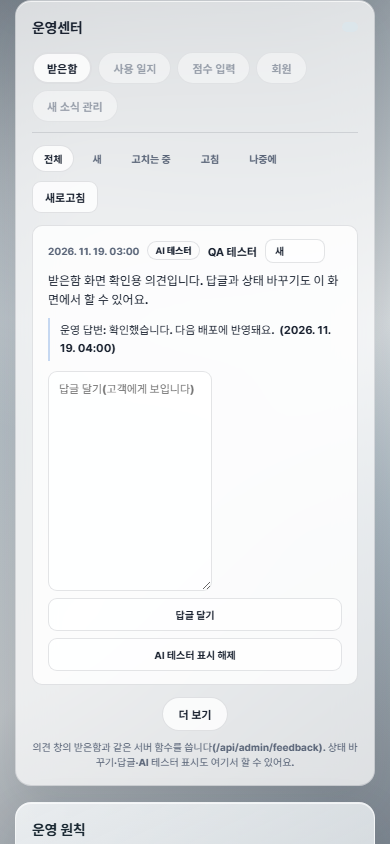 운영센터
받은함 사용 일지 점수 입력 회원
새 소식 관리
전체 새 고치는 중 고침 나중에
새로고침
2026. 11. 19. 03:00 AI 테스터 QA 테스터 새
받은함 화면 확인용 의견입니다. 답글과 상태 바꾸기도 이 화
면에서 할 수 있어요.
운영 답변: 확인했습니다. 다음 배포에 반영돼요. (2026. 11.
19. 04:00)
답글 달기(고객에게 보입니다)
답글 달기
AI 테스터 표시 해제
더 보기
의견 창의 받은함과 같은 서버 함수를 씁니다(/api/admin/feedback). 상태 바
꾸기·답글·AI 테스터 표시도 여기서 할 수 있어요.
운영 원칙